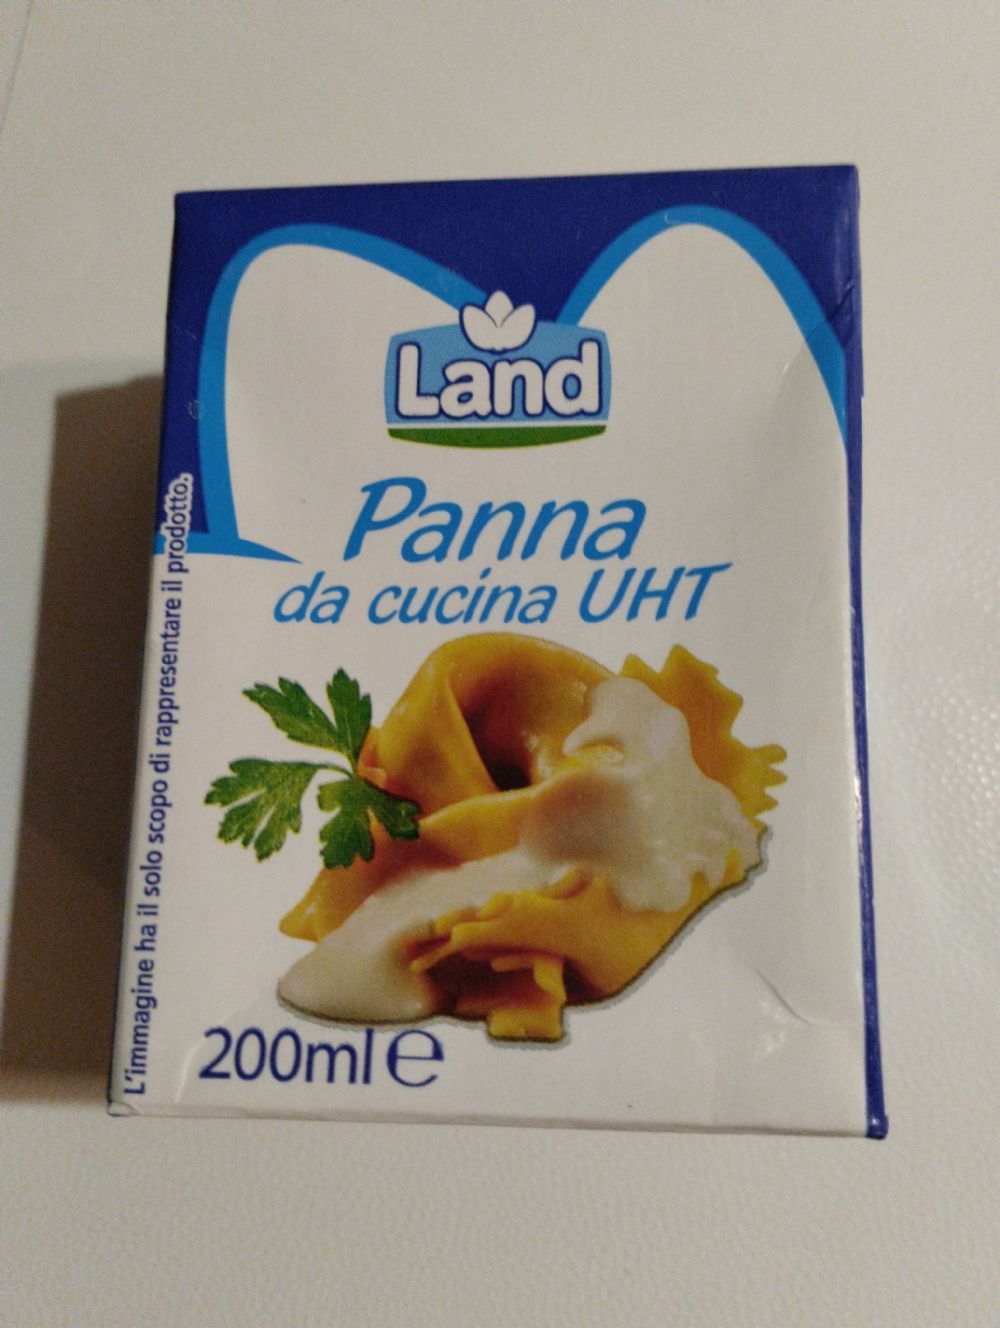 Land
Panna
da cucina UHT
L'immagine ha il solo scopo di rappresentare il prodotto.
200ml e